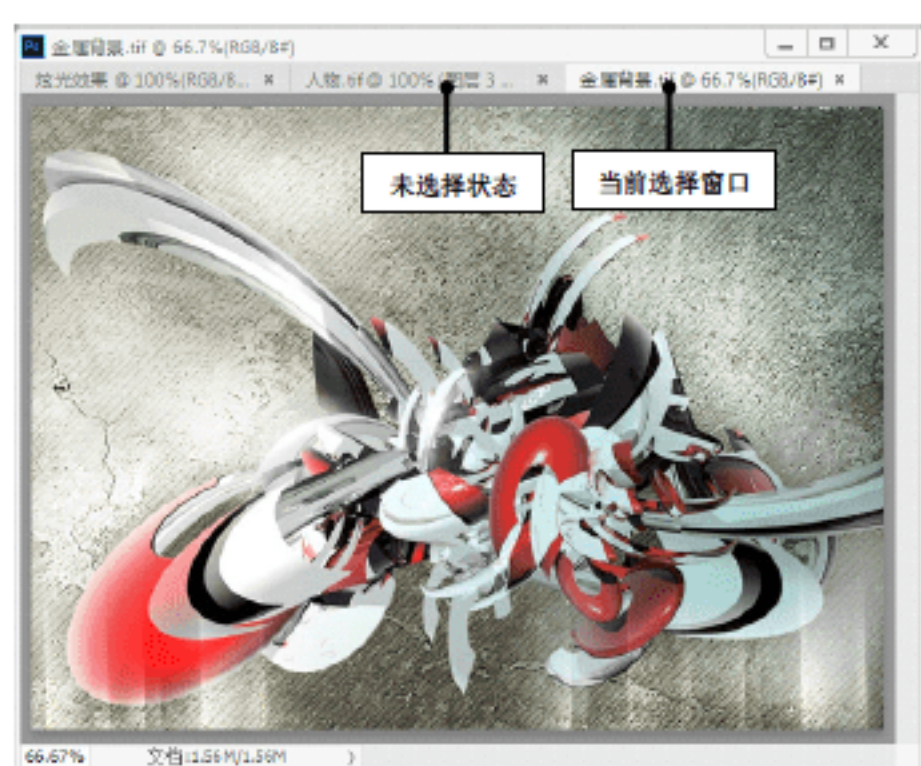 Ps 金属背景.tif @ 66.7%(RGB/8#)
炫光效果 @ 100%(RGB/8... × 人物.tif @ 100% (图层 3 ... × 金属背景.tif @ 66.7%(RGB/8#) ×
未选择状态 当前选择窗口
66.67% 文档:1.56M/1.56M